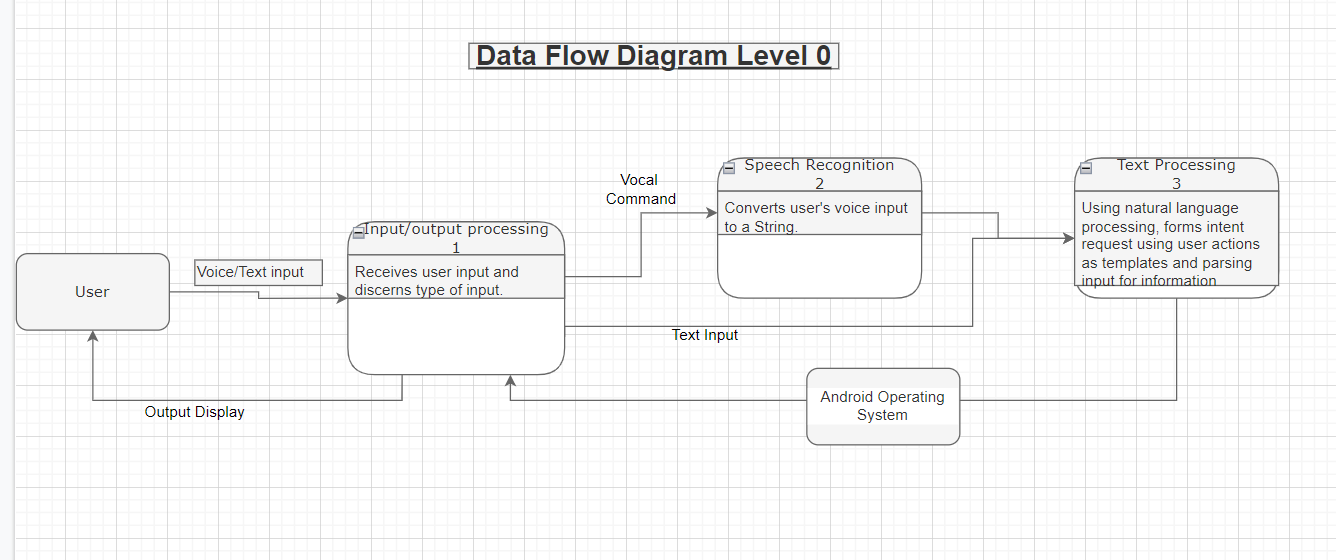 Data Flow Diagram Level 0
User
Voice/Text input
Input/output processing
1
Receives user input and
discerns type of input.
Vocal
Command
Speech Recognition
2
Converts user's voice input
to a String.
Text Processing
3
Using natural language
processing, forms intent
request using user actions
as templates and parsing
input for information
Text Input
Android Operating
System
Output Display